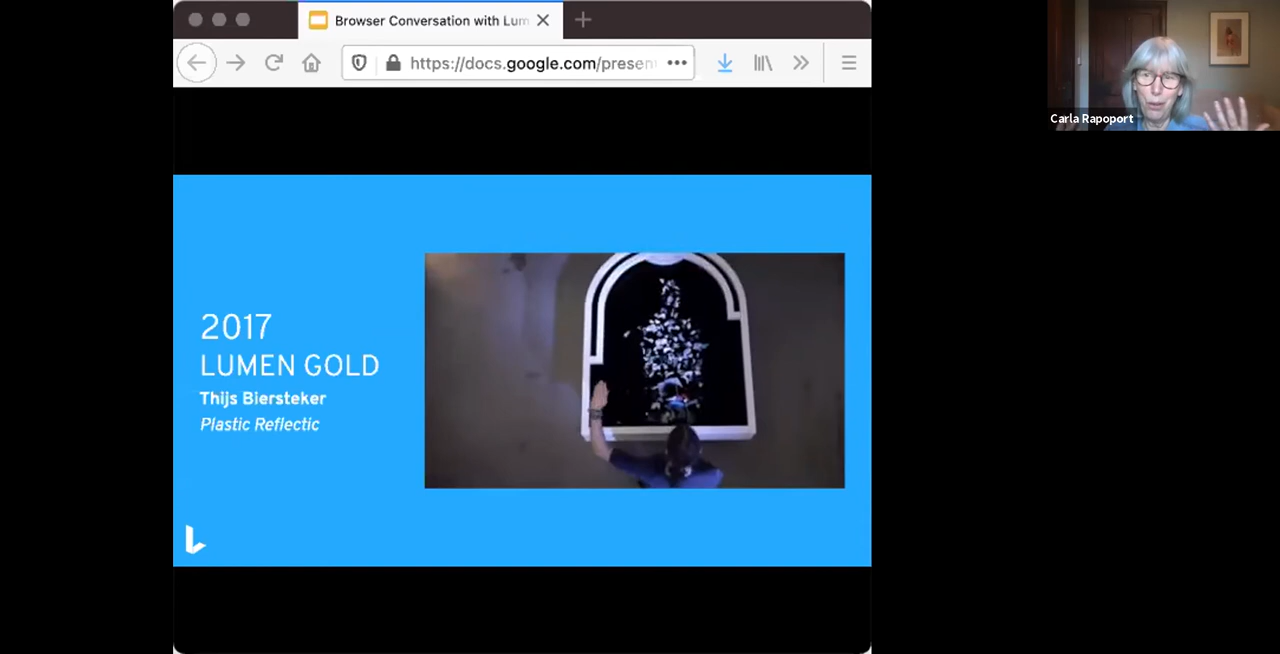 Browser Conversation with Lum
https://docs.google.com/presen
Carla Rapoport
2017
LUMEN GOLD
Thijs Biersteker
Plastic Reflectic